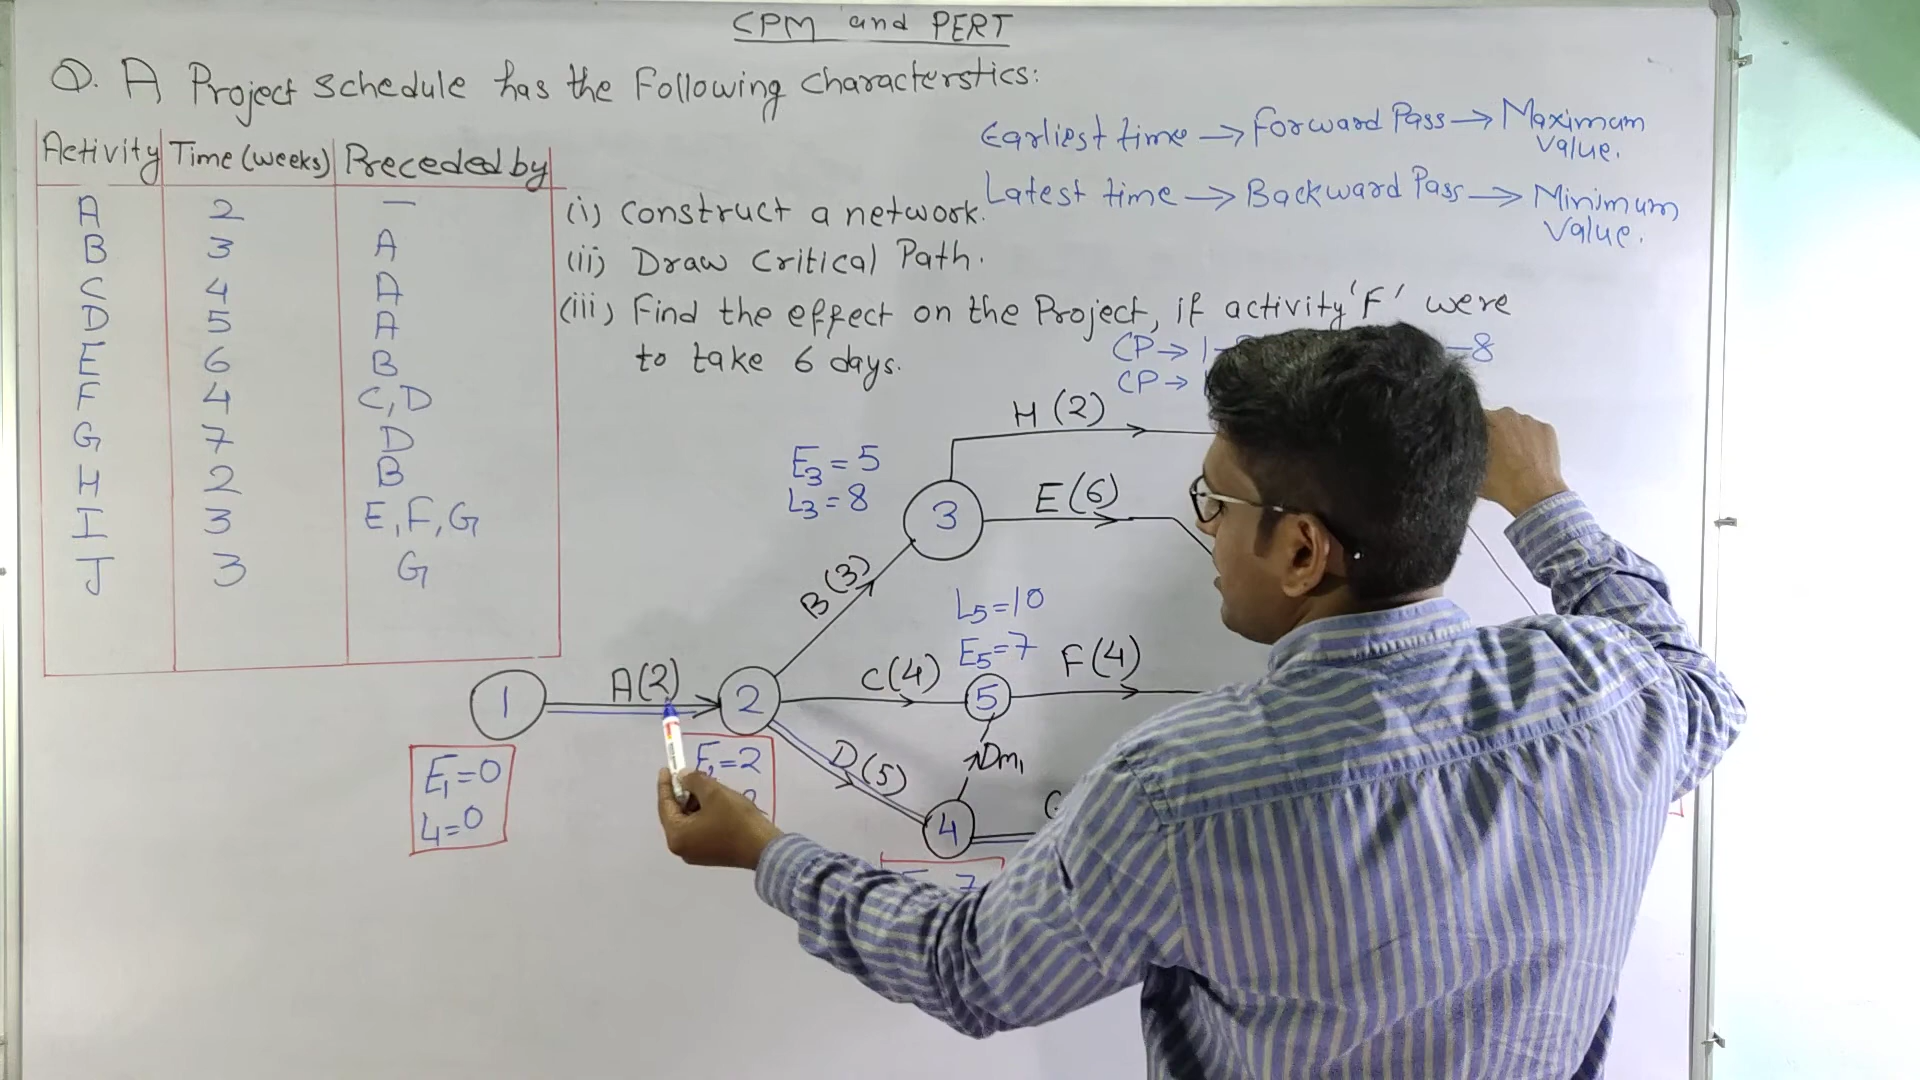 CPM and PERT
Q. A Project schedule has the Following characterstics:
Activity Time (weeks) Preceded by
A 2 —
B 3 A
C 4 A
D 5 A
E 6 B
F 4 C, D
G 7 D
H 2 B
I 3 E, F, G
J 3 G
Earliest time → Forward Pass → Maximum
Value.
Latest time → Backward Pass → Minimum
Value.
(i) Construct a network.
(ii) Draw Critical Path.
(iii) Find the effect on the Project, if activity 'F' were
to take 6 days.
CP → 1- -8
CP →
H (2)
E3 = 5
L3 = 8
3
E(6)
B (3)
L5=10
E5=7
F(4)
A(2)
C(4)
1
2
5
E1=0
L1=0
E2=2
2
D(5)
Dm1
4
7